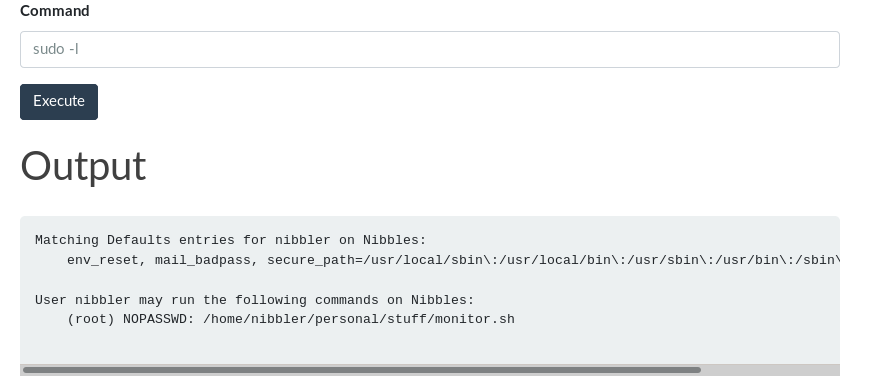 Command
sudo -l
Execute
Output
Matching Defaults entries for nibbler on Nibbles:
    env_reset, mail_badpass, secure_path=/usr/local/sbin\:/usr/local/bin\:/usr/sbin\:/usr/bin\:/sbin\
User nibbler may run the following commands on Nibbles:
    (root) NOPASSWD: /home/nibbler/personal/stuff/monitor.sh